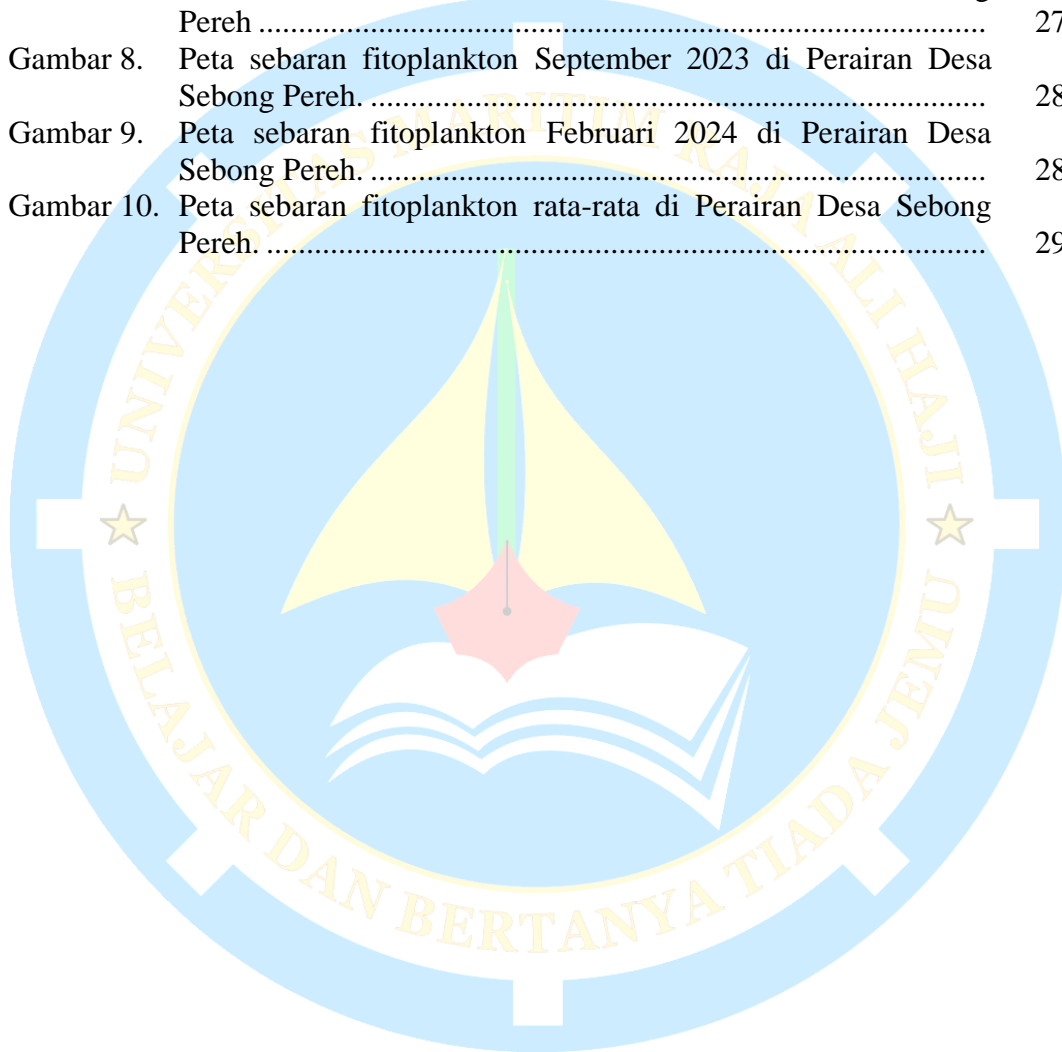 Pereh ........................................................................................... 27
Gambar 8. Peta sebaran fitoplankton September 2023 di Perairan Desa
Sebong Pereh. ............................................................................. 28
Gambar 9. Peta sebaran fitoplankton Februari 2024 di Perairan Desa
Sebong Pereh. ............................................................................. 28
Gambar 10. Peta sebaran fitoplankton rata-rata di Perairan Desa Sebong
Pereh. .......................................................................................... 29
UNIVERSITAS MARITIM RAJA ALI HAJI
BELAJAR DAN BERTANYA TIADA JEMU